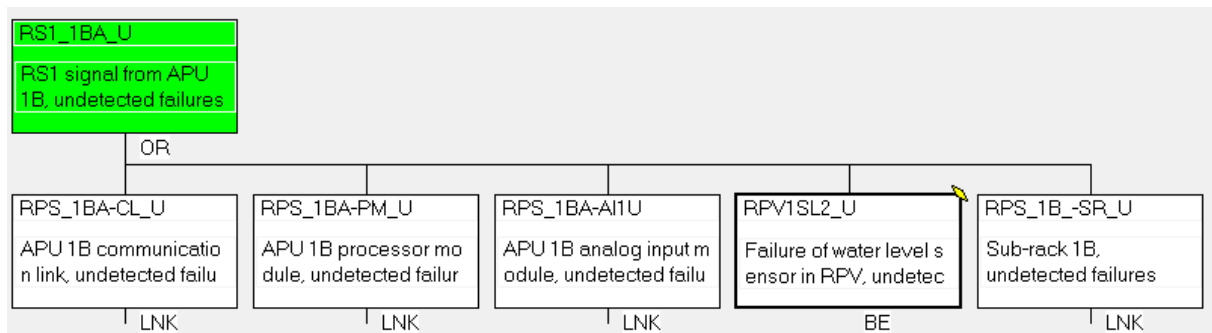 RS1_1BA_U
RS1 signal from APU
1B, undetected failures
OR
RPS_1BA-CL_U
APU 1B communicatio
n link, undetected failu
LNK
RPS_1BA-PM_U
APU 1B processor mo
dule, undetected failur
LNK
RPS_1BA-AI1U
APU 1B analog input m
odule, undetected failu
LNK
RPV1SL2_U
Failure of water level s
ensor in RPV, undetec
BE
RPS_1B_-SR_U
Sub-rack 1B,
undetected failures
LNK